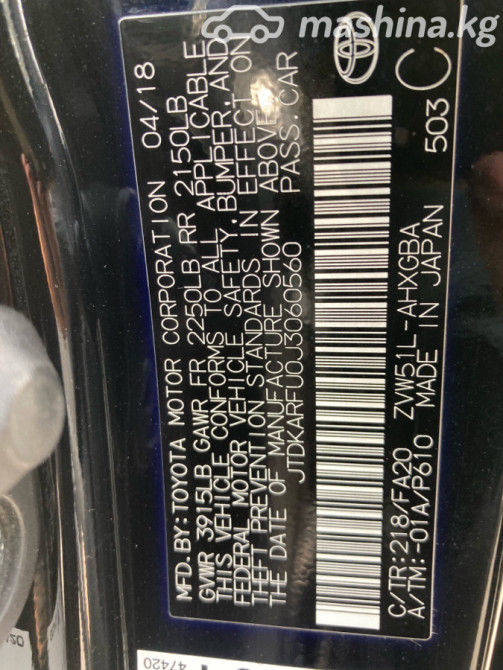 mashina.kg
MFD.BY:TOYOTA MOTOR CORPORATION 04/18
GVWR 3915LB GAWR FR 2250LB RR 2150LB
THIS VEHICLE CONFORMS TO ALL APPLICABLE
FEDERAL MOTOR VEHICLE SAFETY,BUMPER,AND
THEFT PREVENTION STANDARDS IN EFFECT ON
THE DATE OF MANUFACTURE SHOWN ABOVE.
JTDKARFU0J3060560 PASS.CAR
C/TR:218/FA20 ZVW51L-AHXGBA
A/TM:-01A/P610 MADE IN JAPAN 503 C
47420